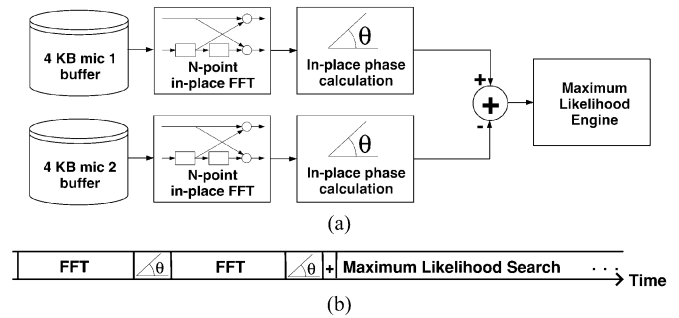 4 KB mic 1
buffer
N-point
in-place FFT
θ
In-place phase
calculation
+
+
-
Maximum
Likelihood
Engine
4 KB mic 2
buffer
N-point
in-place FFT
θ
In-place phase
calculation
(a)
FFT θ FFT θ + Maximum Likelihood Search . . .
Time
(b)